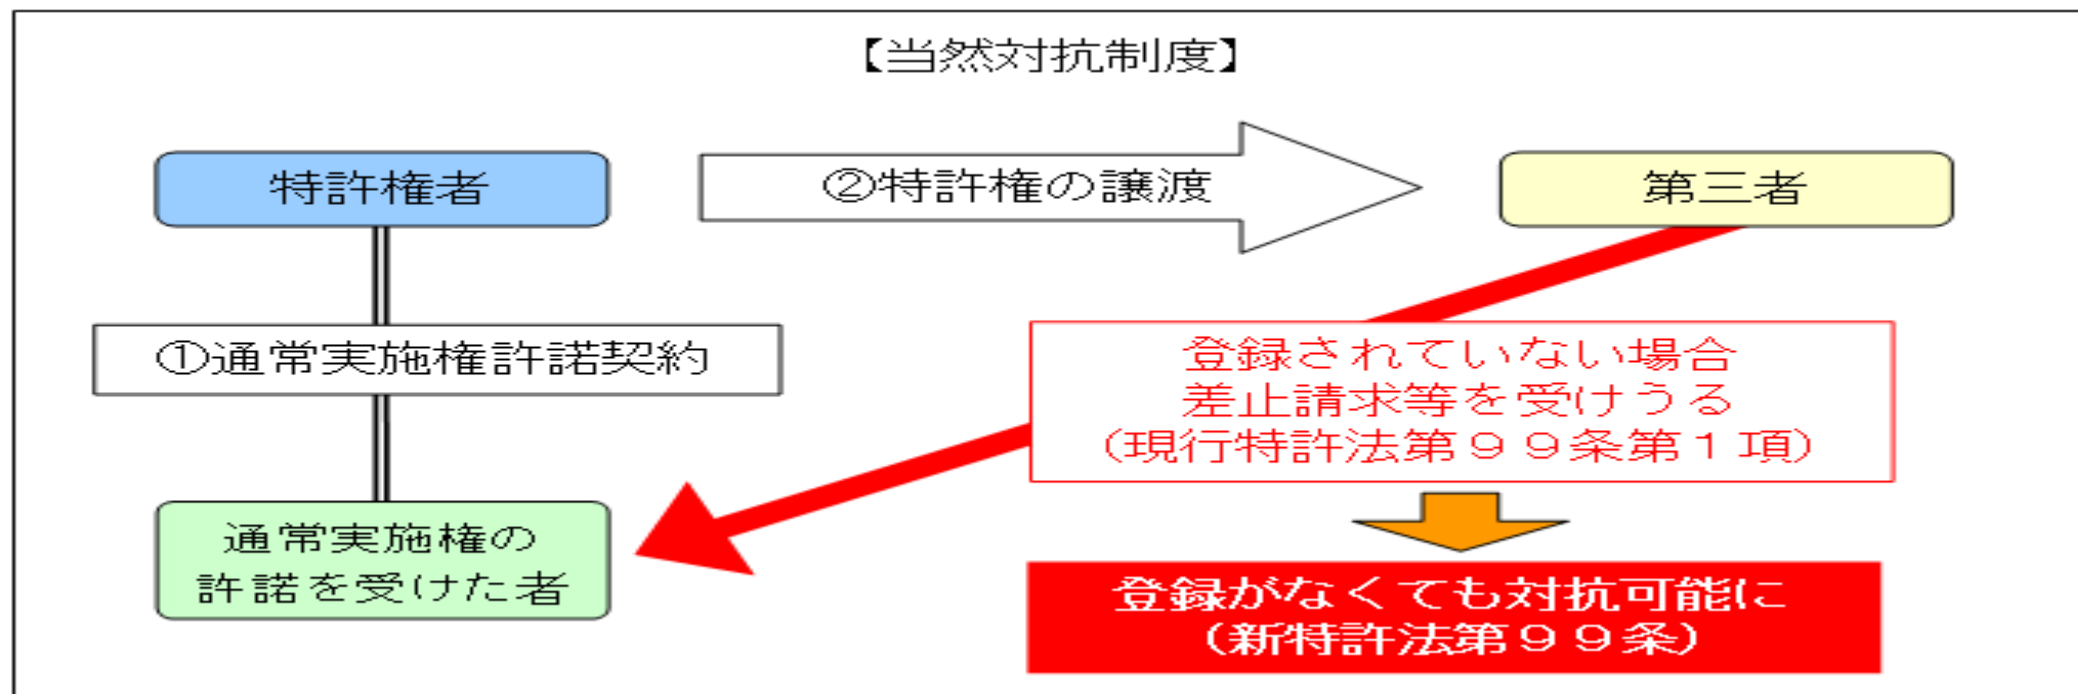 【当然対抗制度】
特許権者
②特許権の譲渡
第三者
①通常実施権許諾契約
登録されていない場合
差止請求等を受けうる
(現行特許法第99条第1項)
通常実施権の
許諾を受けた者
登録がなくても対抗可能に
(新特許法第99条)